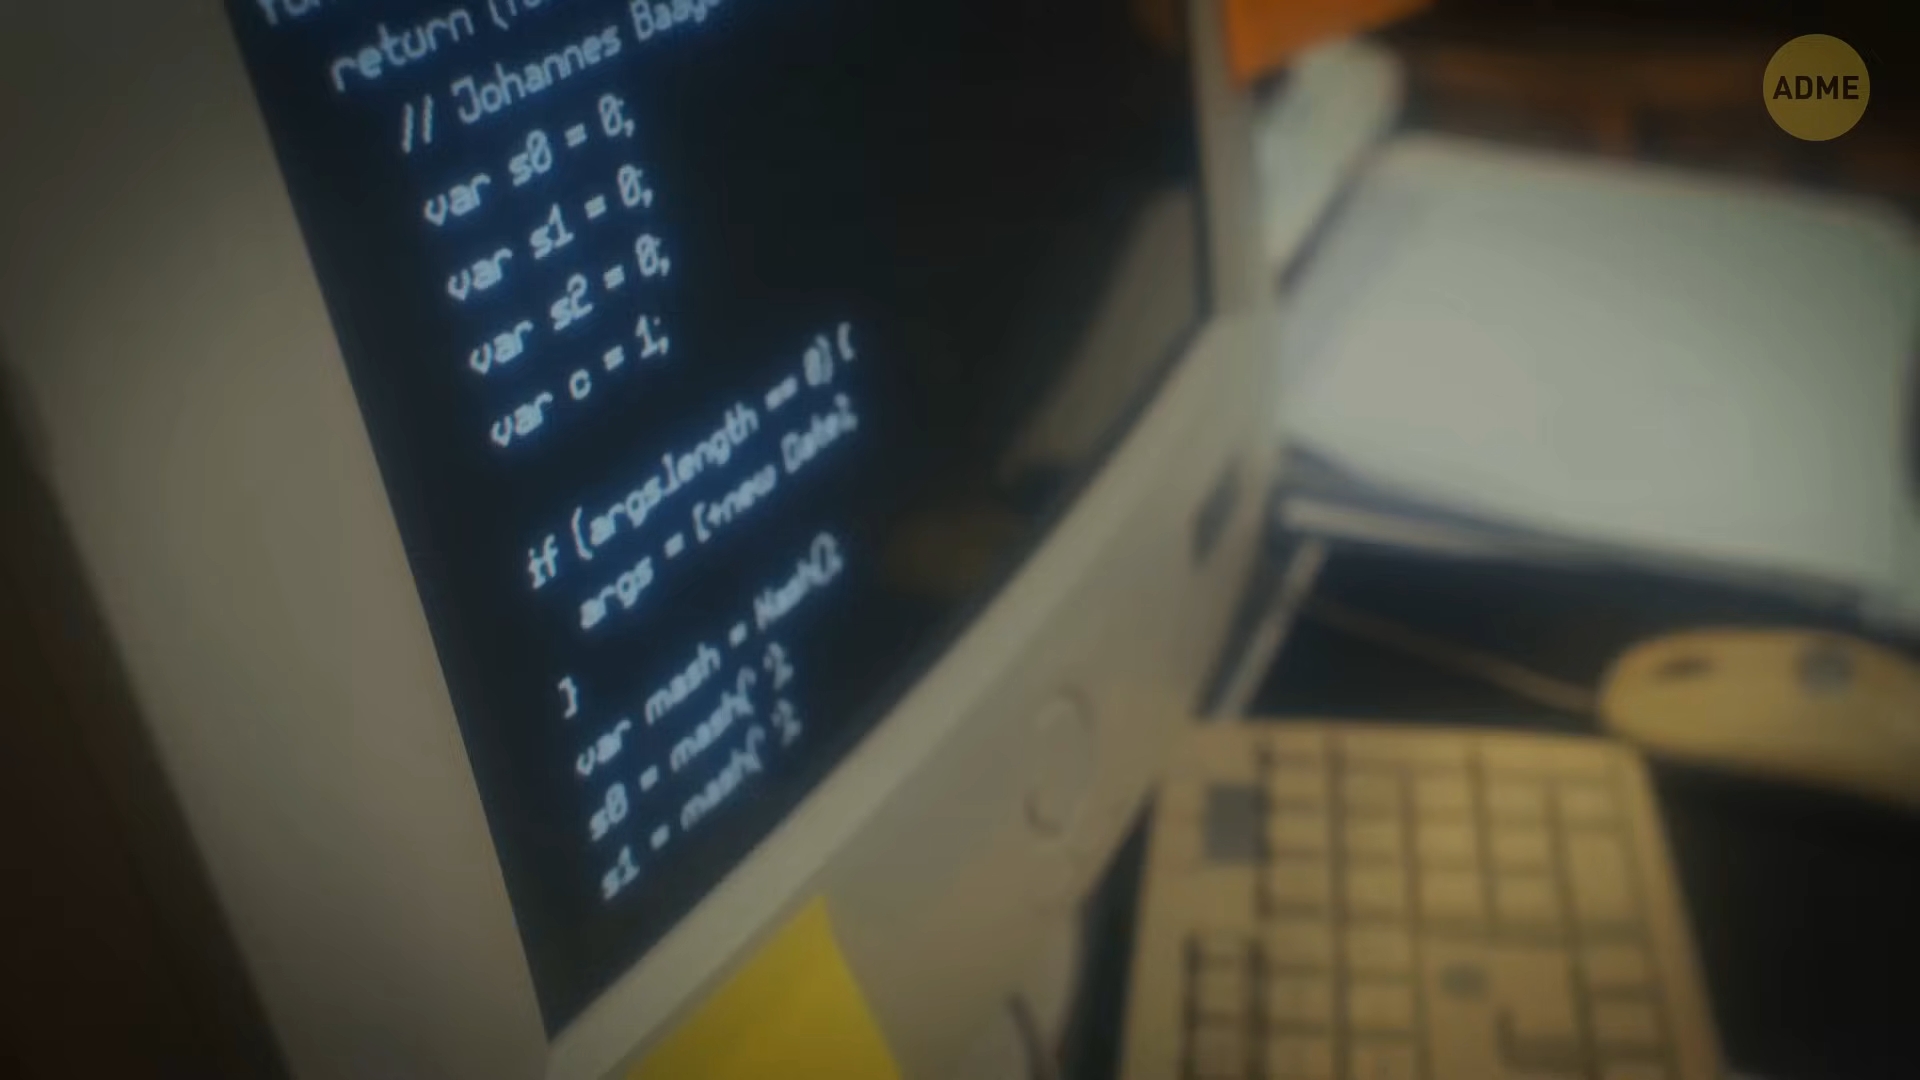 return (
// Johannes Baag
var s0 = 0;
var s1 = 0;
var s2 = 0;
var c = 1;
if (args.length == 0) {
args = [+new Date];
}
var mash = Mash();
s0 = mash(' ')
s1 = mash(' ')
ADME